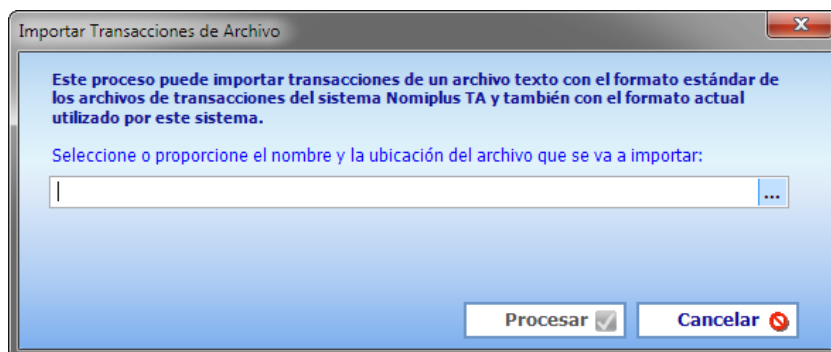 Importar Transacciones de Archivo
Este proceso puede importar transacciones de un archivo texto con el formato estándar de
los archivos de transacciones del sistema Nomiplus TA y también con el formato actual
utilizado por este sistema.
Seleccione o proporcione el nombre y la ubicación del archivo que se va a importar:
...
Procesar
Cancelar